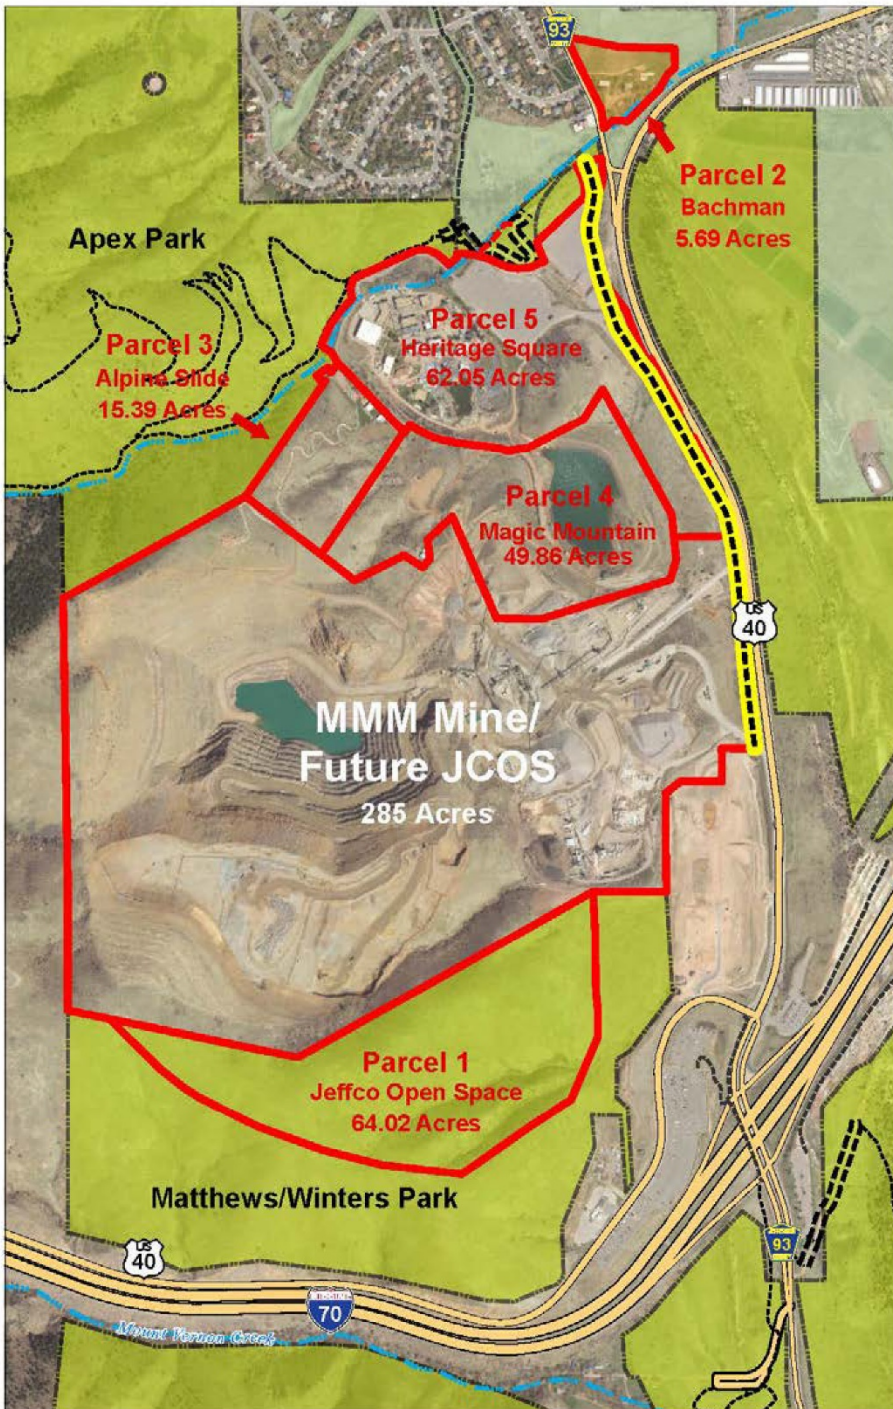 93
Parcel 2
Bachman
5.69 Acres
Apex Park
Parcel 3
Alpine Slide
15.39 Acres
Parcel 5
Heritage Square
62.05 Acres
Parcel 4
Magic Mountain
49.86 Acres
US
40
MMM Mine/
Future JCOS
285 Acres
Parcel 1
Jeffco Open Space
64.02 Acres
Matthews/Winters Park
US
40
93
70
Mount Vernon Creek